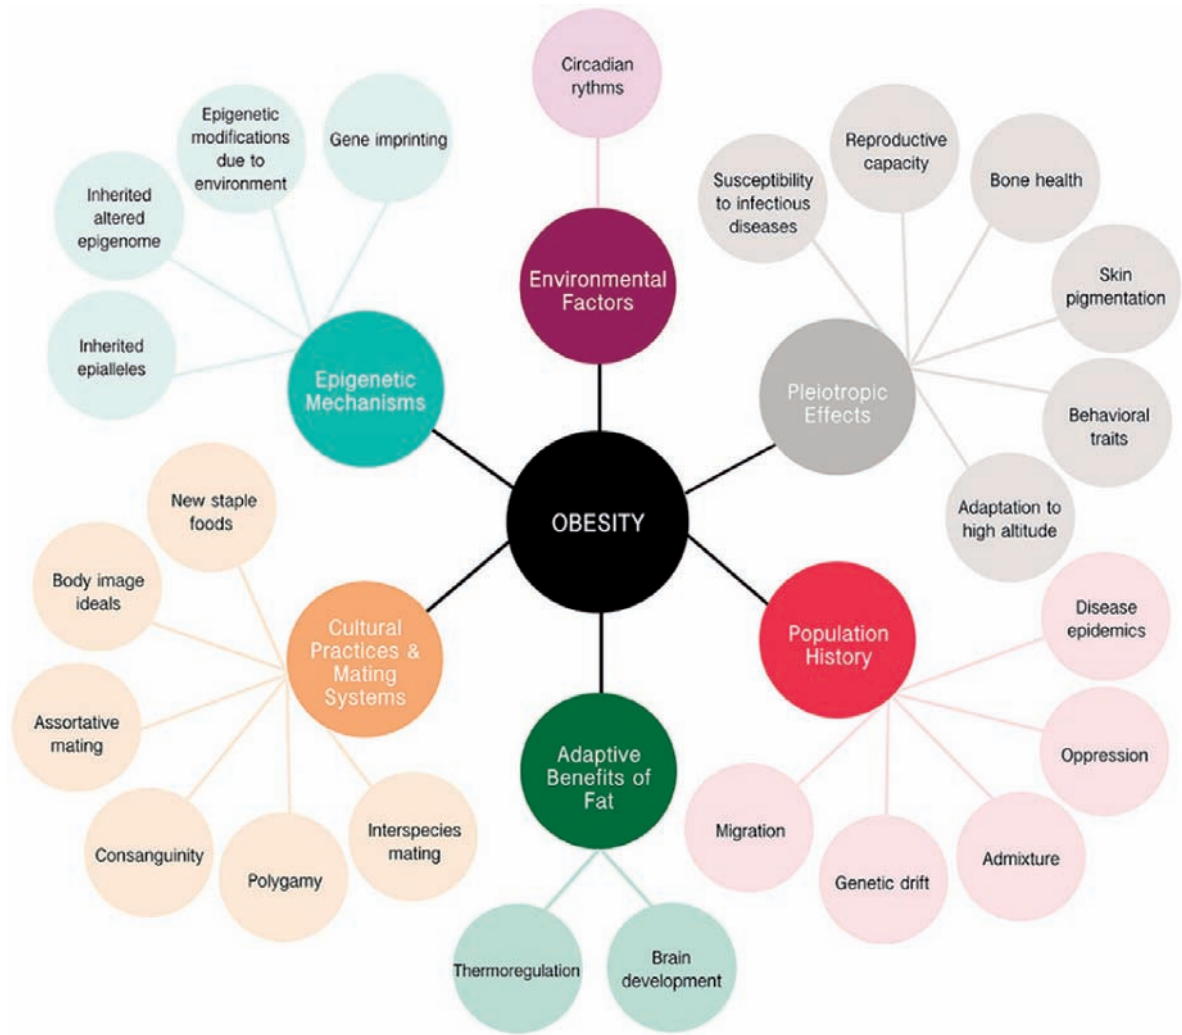 Circadian
rythms
Environmental
Factors
Epigenetic
modifications
due to
environment
Gene imprinting
Inherited
altered
epigenome
Inherited
epialleles
Epigenetic
Mechanisms
Susceptibility
to infectious
diseases
Reproductive
capacity
Bone health
Skin
pigmentation
Behavioral
traits
Adaptation to
high altitude
Pleiotropic
Effects
OBESITY
New staple
foods
Body image
ideals
Assortative
mating
Consanguinity
Polygamy
Interspecies
mating
Cultural
Practices &
Mating
Systems
Adaptive
Benefits of
Fat
Thermoregulation
Brain
development
Population
History
Disease
epidemics
Oppression
Admixture
Genetic drift
Migration